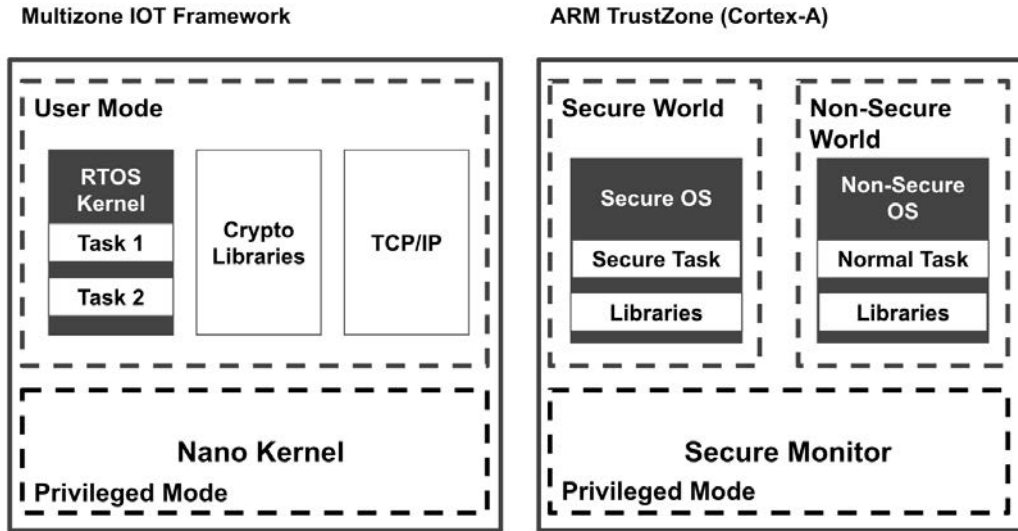 Multizone IOT Framework
User Mode
RTOS
Kernel
Task 1
Task 2
Crypto
Libraries
TCP/IP
Nano Kernel
Privileged Mode
ARM TrustZone (Cortex-A)
Secure World
Secure OS
Secure Task
Libraries
Non-Secure
World
Non-Secure
OS
Normal Task
Libraries
Secure Monitor
Privileged Mode